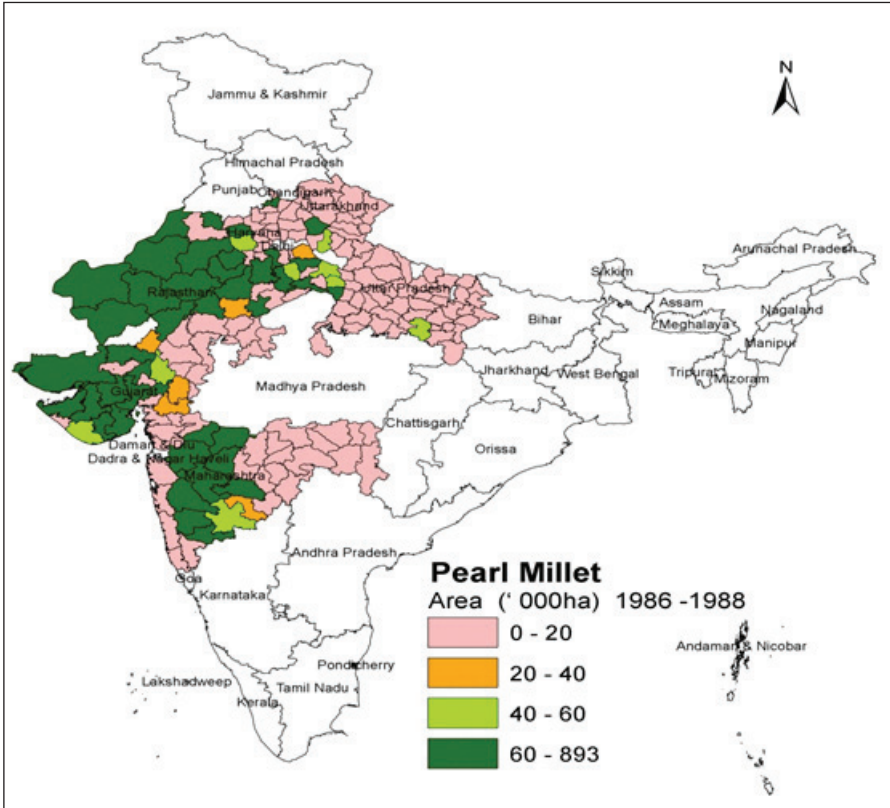 N
Jammu & Kashmir
Himachal Pradesh
Punjab
Chandigarh
Uttarakhand
Haryana
Delhi
Arunachal Pradesh
Sikkim
Rajasthan
Uttar Pradesh
Assam
Nagaland
Bihar
Meghalaya
Manipur
Jharkhand
West Bengal
Tripura
Mizoram
Gujarat
Madhya Pradesh
Chattisgarh
Daman & Diu
Dadra & Nagar Haveli
Orissa
Maharashtra
Andhra Pradesh
Goa
Karnataka
Pearl Millet
Area (' 000ha) 1986 -1988
0 - 20
20 - 40
40 - 60
60 - 893
Andaman & Nicobar
Pondicherry
Lakshadweep
Tamil Nadu
Kerala